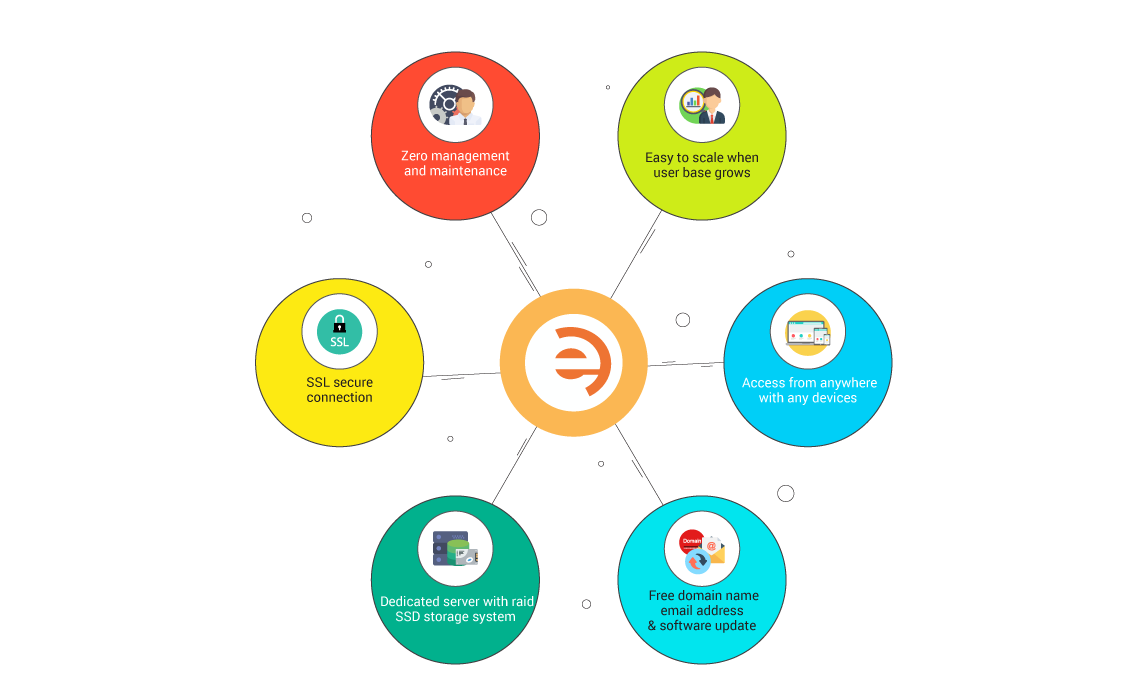 Zero management
and maintenance
Easy to scale when
user base grows
SSL
SSL secure
connection
Access from anywhere
with any devices
Dedicated server with raid
SSD storage system
Domain
@
Free domain name
email address
& software update